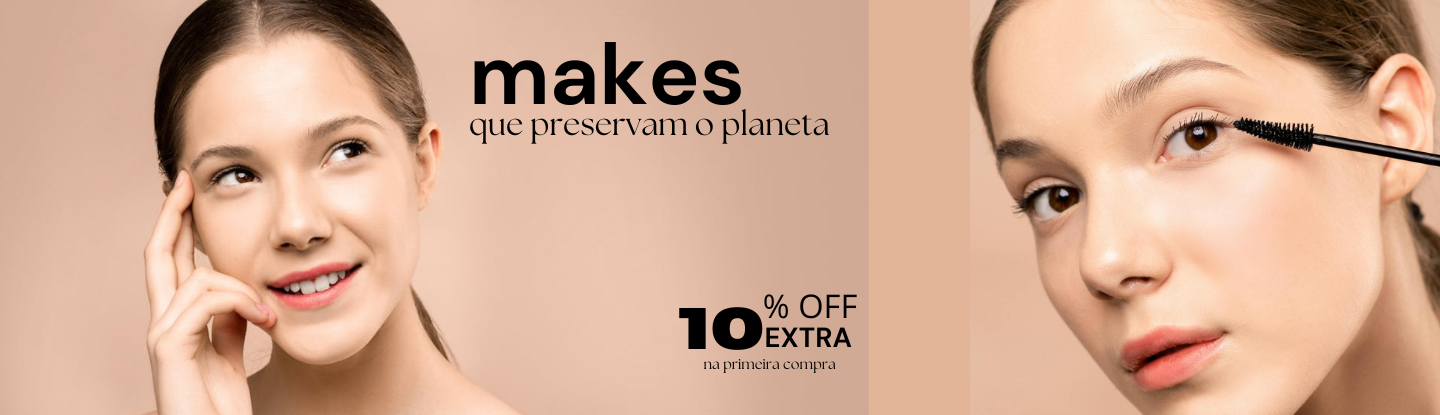 makes
que preservam o planeta
10% OFF
EXTRA
na primeira compra